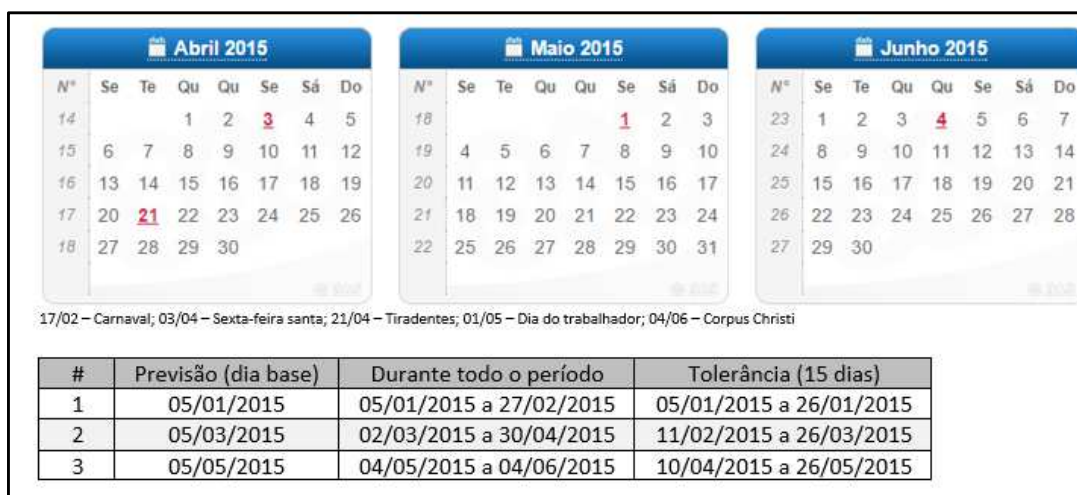 Abril 2015
Nº Se Te Qu Qu Se Sá Do
14 1 2 3 4 5
15 6 7 8 9 10 11 12
16 13 14 15 16 17 18 19
17 20 21 22 23 24 25 26
18 27 28 29 30
Maio 2015
Nº Se Te Qu Qu Se Sá Do
18 1 2 3
19 4 5 6 7 8 9 10
20 11 12 13 14 15 16 17
21 18 19 20 21 22 23 24
22 25 26 27 28 29 30 31
Junho 2015
Nº Se Te Qu Qu Se Sá Do
23 1 2 3 4 5 6 7
24 8 9 10 11 12 13 14
25 15 16 17 18 19 20 21
26 22 23 24 25 26 27 28
27 29 30
17/02 – Carnaval; 03/04 – Sexta-feira santa; 21/04 – Tiradentes; 01/05 – Dia do trabalhador; 04/06 – Corpus Christi
# Previsão (dia base) Durante todo o período Tolerância (15 dias)
1 05/01/2015 05/01/2015 a 27/02/2015 05/01/2015 a 26/01/2015
2 05/03/2015 02/03/2015 a 30/04/2015 11/02/2015 a 26/03/2015
3 05/05/2015 04/05/2015 a 04/06/2015 10/04/2015 a 26/05/2015